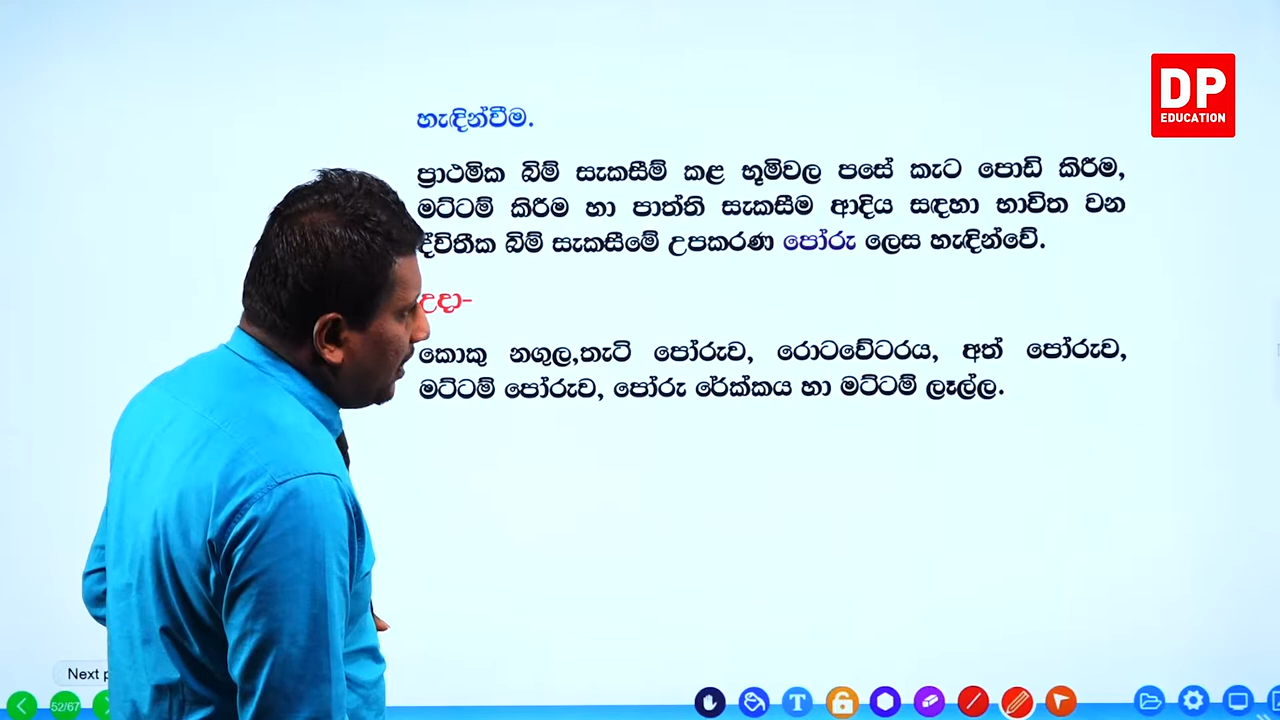 DP
EDUCATION
හැඳින්වීම.
ප්‍රාථමික බිම් සැකසීම් කළ භූමිවල පසේ කැට පොඩි කිරීම,
මට්ටම් කිරීම හා පාත්ති සැකසීම ආදිය සඳහා භාවිත වන
ද්විතීක බිම් සැකසීමේ උපකරණ පෝරු ලෙස හැඳින්වේ.
උදා-
කොකු නගුල,තැටි පෝරුව, රොටවේටරය, අත් පෝරුව,
මට්ටම් පෝරුව, පෝරු රේක්කය හා මට්ටම් ලෑල්ල.
Next
52/67
T